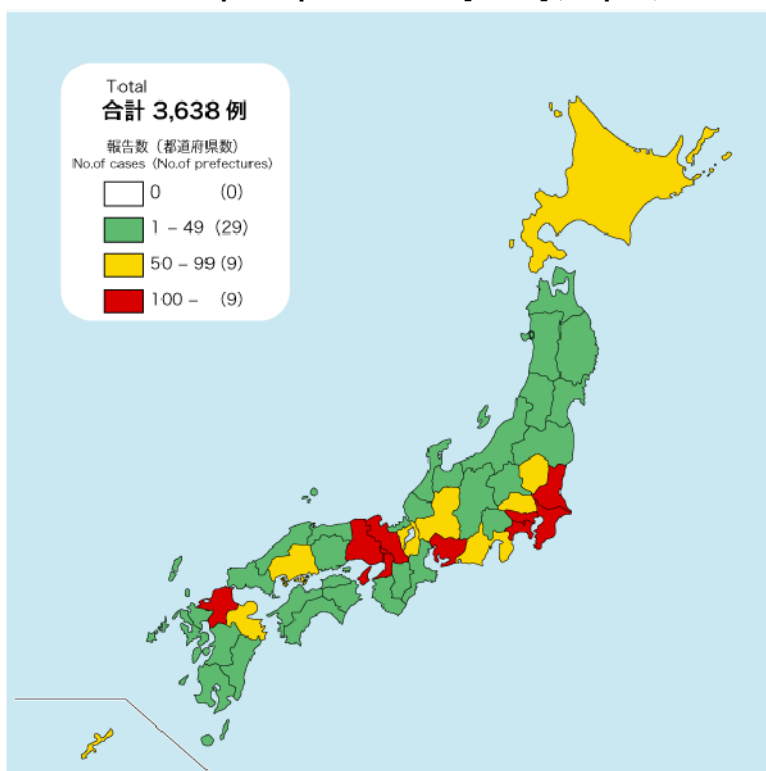 Total
合計 3,638 例
報告数（都道府県数）
No.of cases (No.of prefectures)
0 (0)
1 – 49 (29)
50 – 99 (9)
100 – (9)